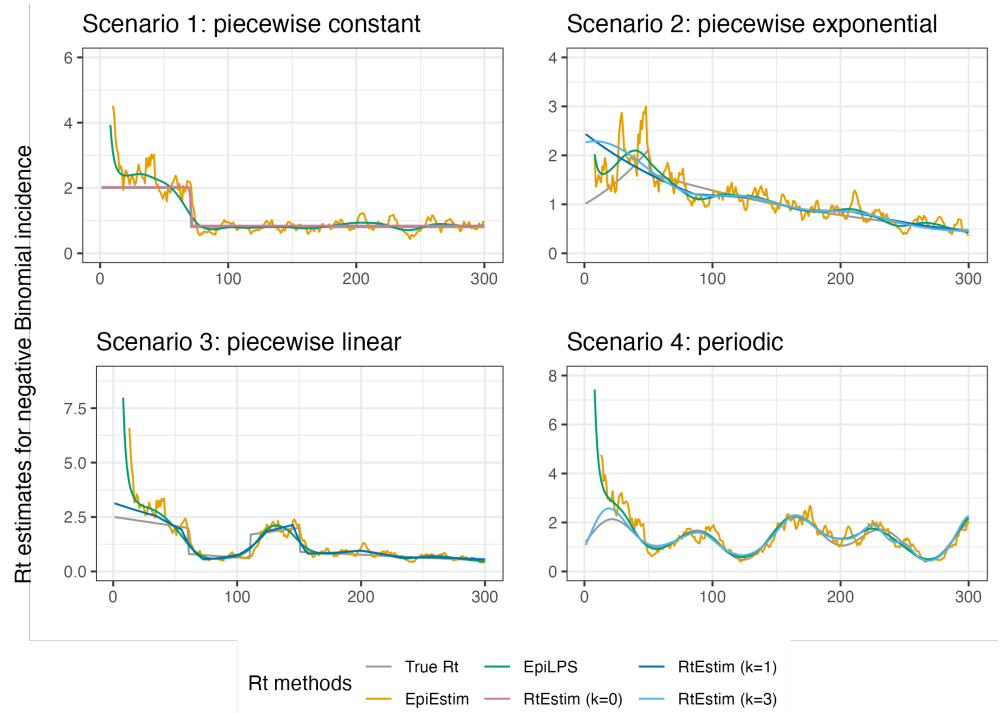 Scenario 1: piecewise constant
6
4
2
0
0 100 200 300
Scenario 2: piecewise exponential
4
3
2
1
0
0 100 200 300
Rt estimates for negative Binomial incidence
Scenario 3: piecewise linear
7.5
5.0
2.5
0.0
0 100 200 300
Scenario 4: periodic
8
6
4
2
0
0 100 200 300
Rt methods
True Rt EpiLPS RtEstim (k=1)
EpiEstim RtEstim (k=0) RtEstim (k=3)